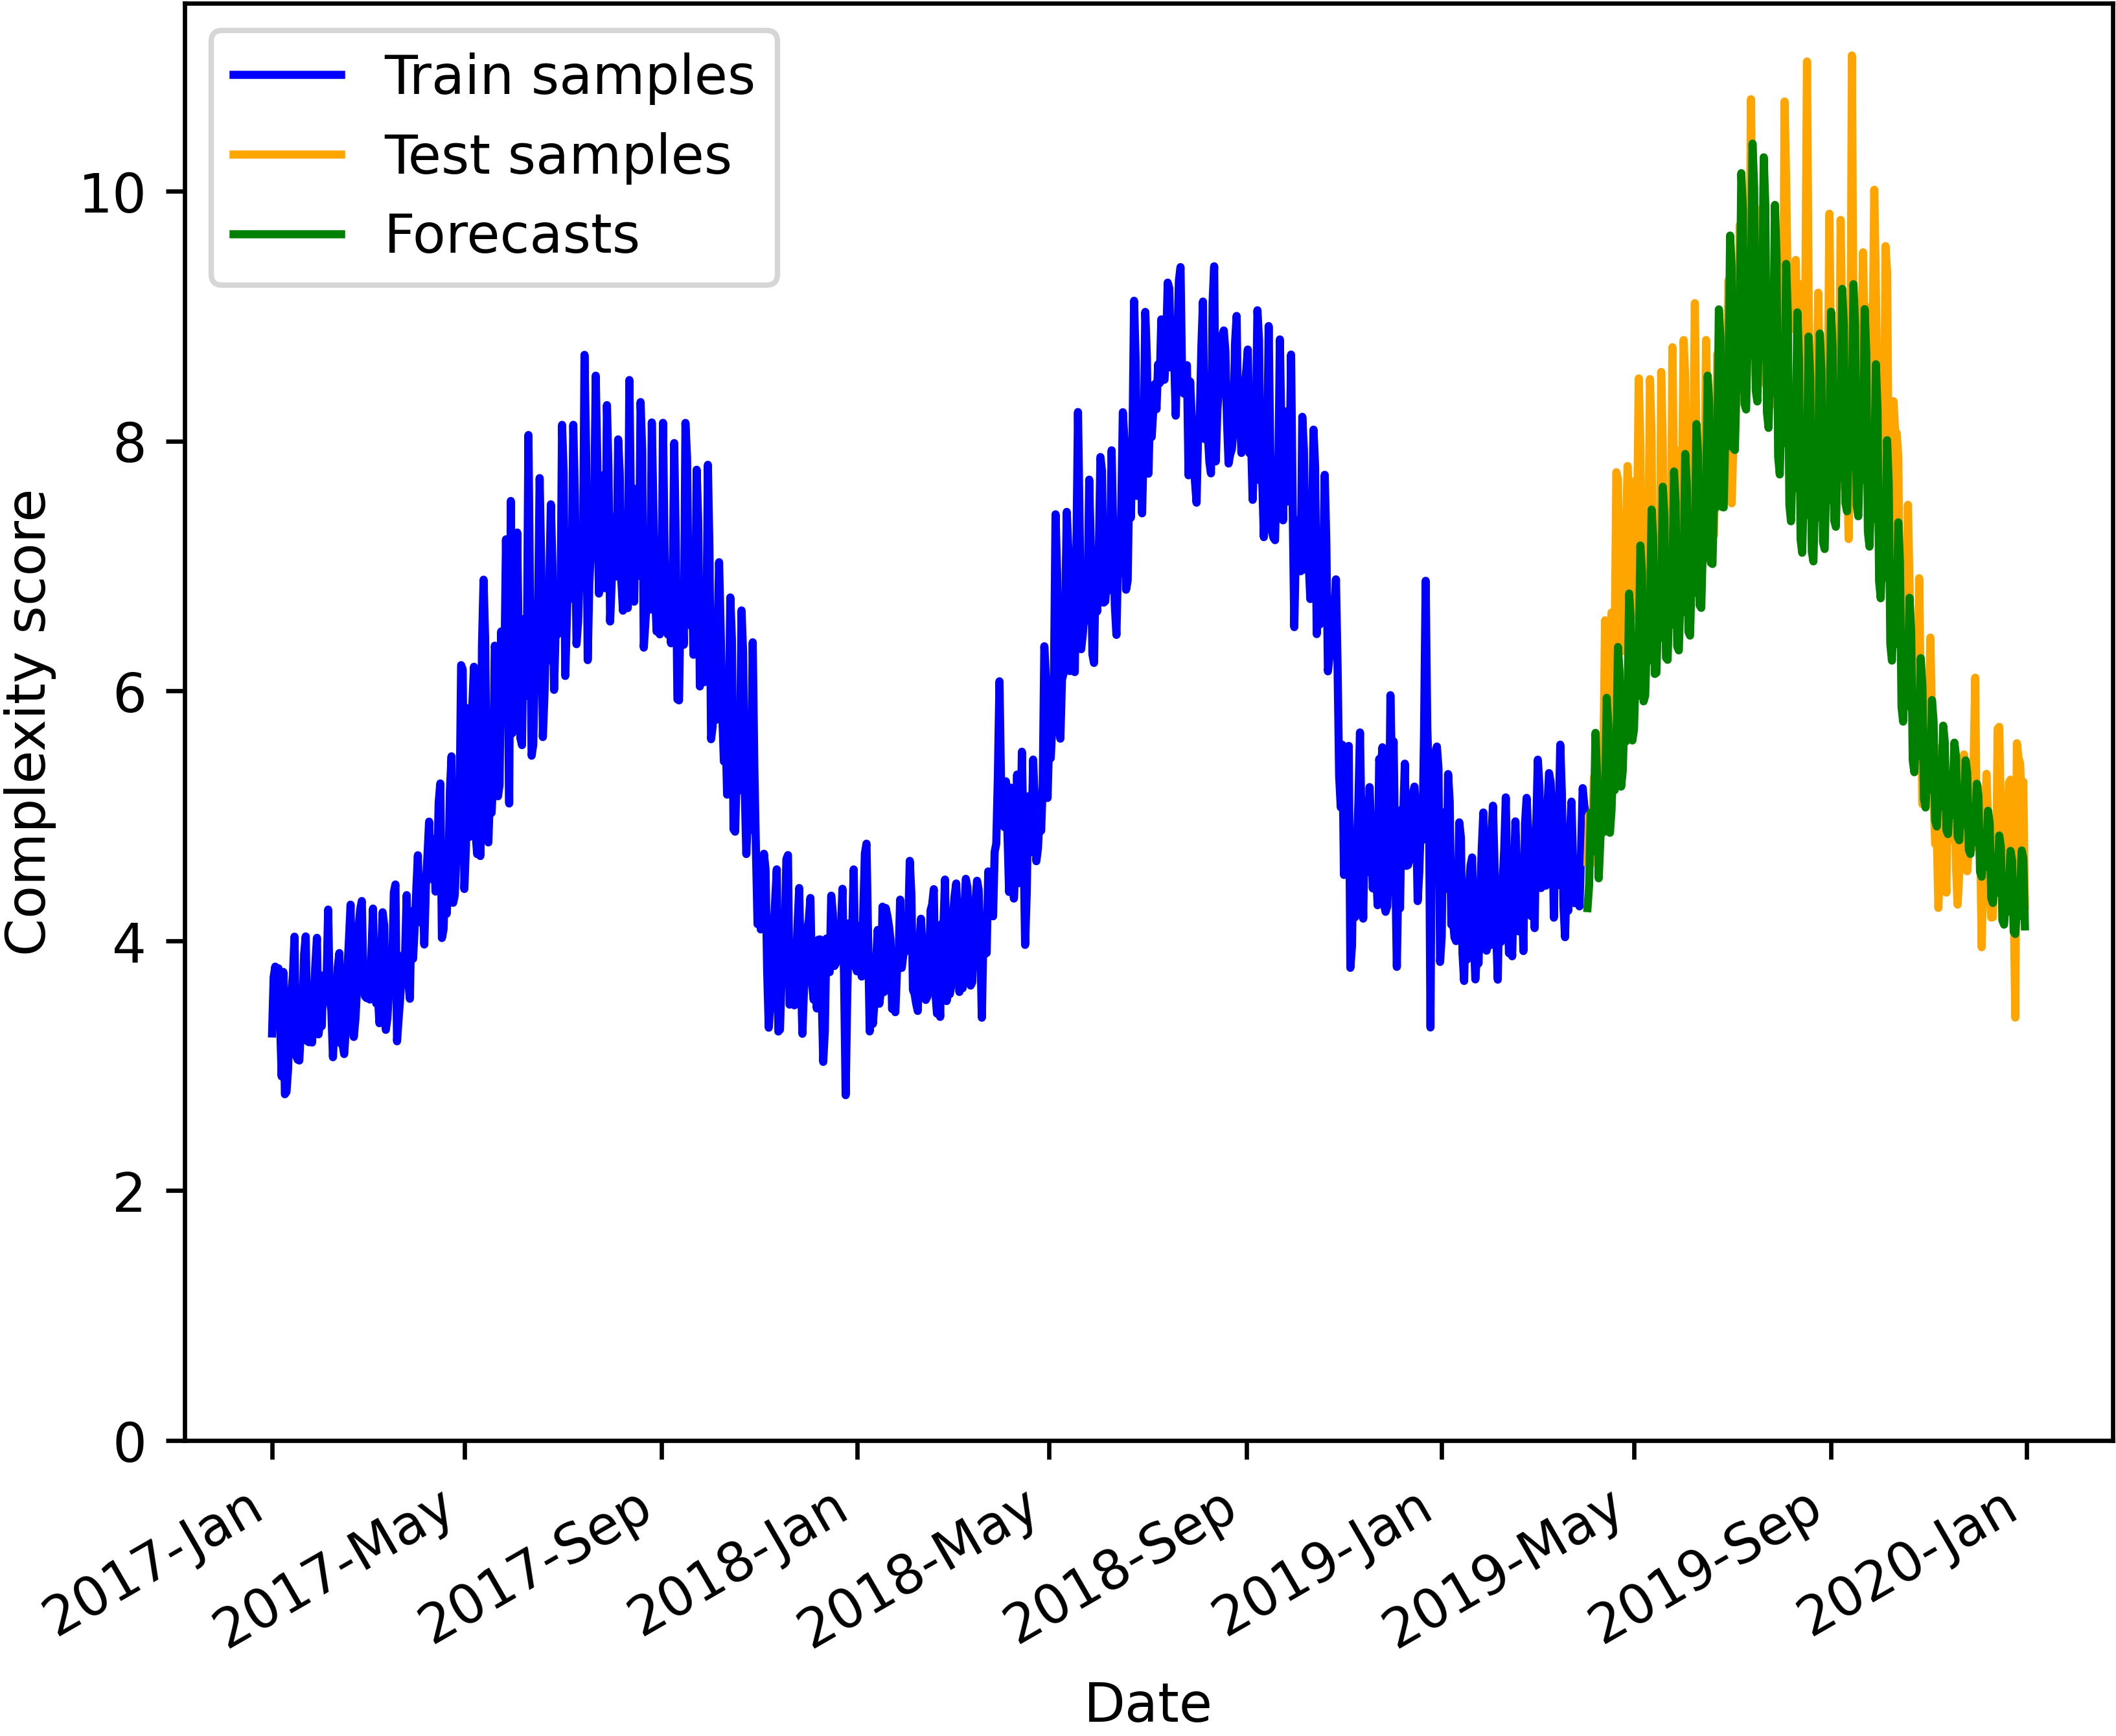 Train samples
Test samples
Forecasts
10
8
6
4
2
0
Complexity score
2017-Jan
2017-May
2017-Sep
2018-Jan
2018-May
2018-Sep
2019-Jan
2019-May
2019-Sep
2020-Jan
Date